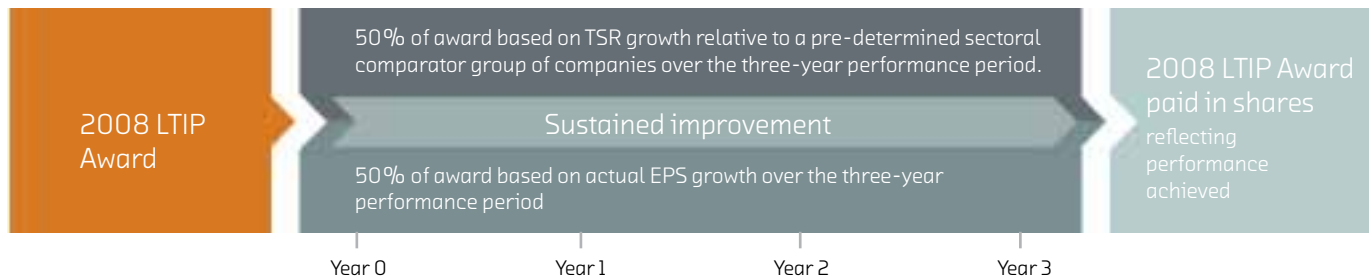 2008 LTIP
Award
50% of award based on TSR growth relative to a pre-determined sectoral
comparator group of companies over the three-year performance period.
Sustained improvement
50% of award based on actual EPS growth over the three-year
performance period
2008 LTIP Award
paid in shares
reflecting
performance
achieved
Year 0
Year 1
Year 2
Year 3